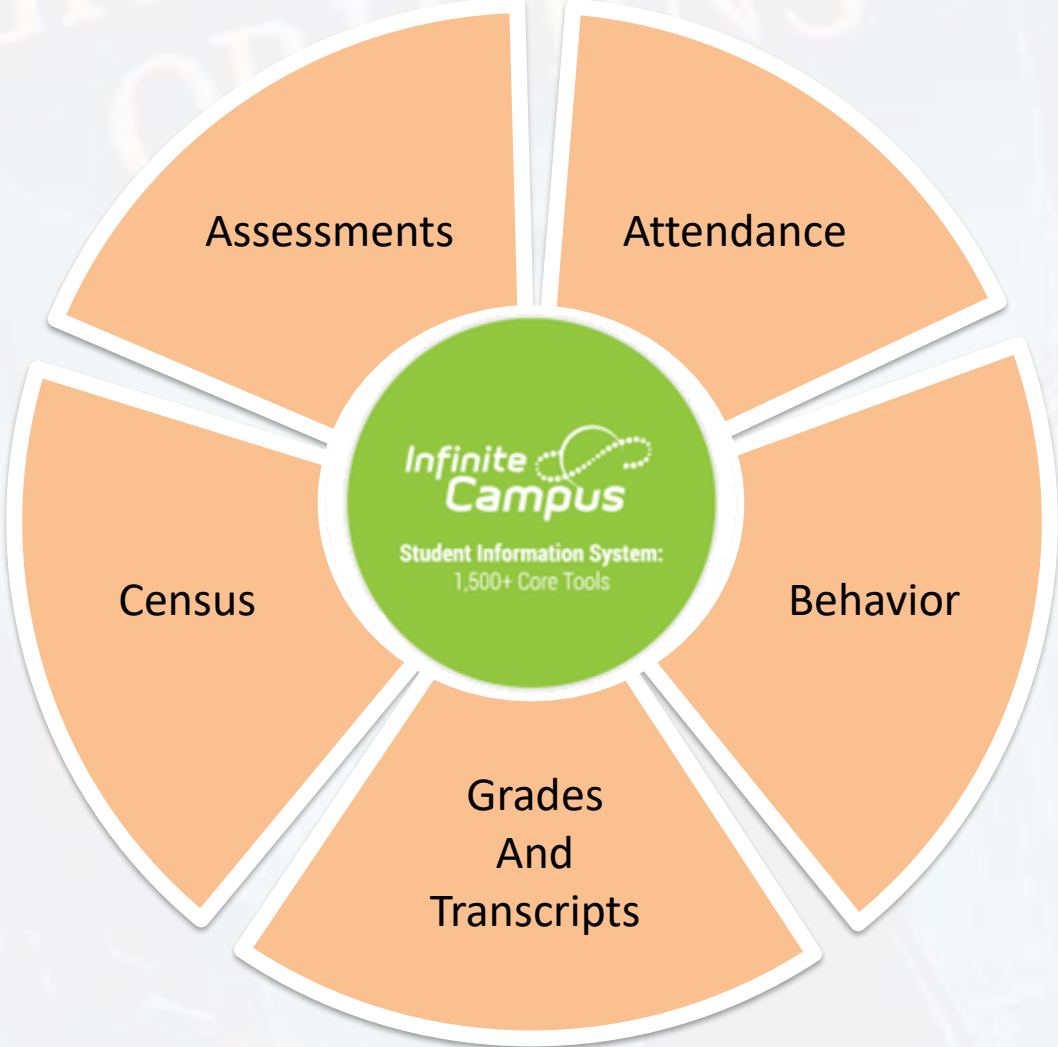 Assessments
Attendance
Infinite
Campus
Student Information System:
1,500+ Core Tools
Census
Behavior
Grades
And
Transcripts